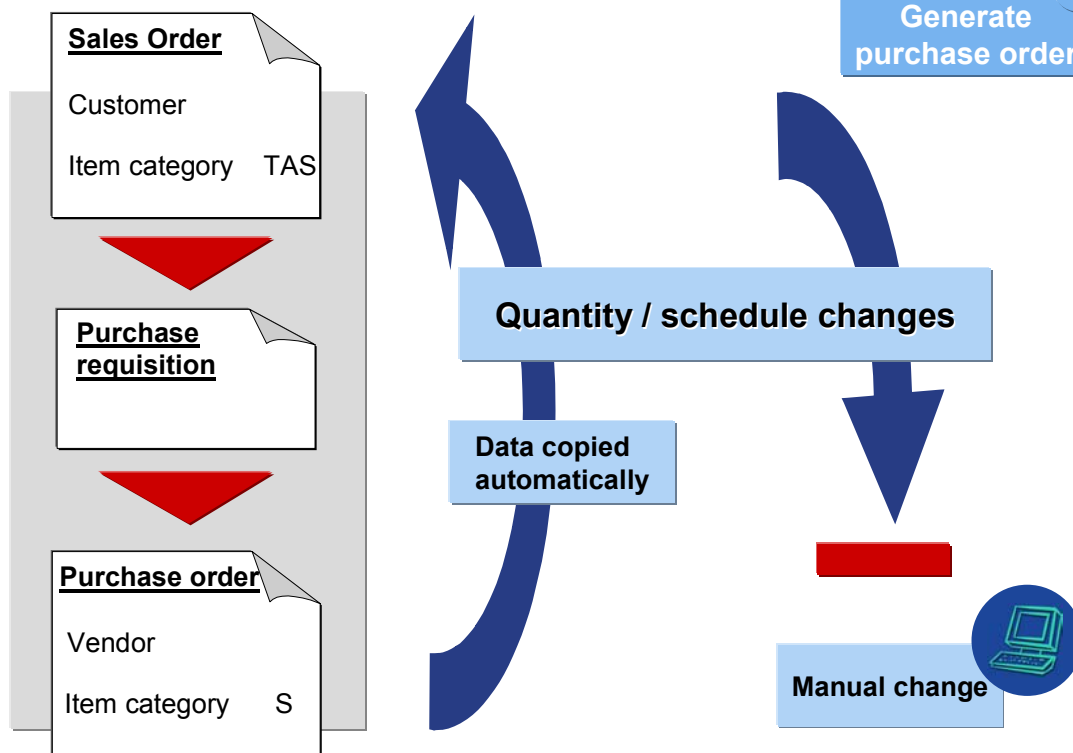 Sales Order
Customer
Item category TAS
Purchase
requisition
Purchase order
Vendor
Item category S
Generate
purchase order
Quantity / schedule changes
Data copied
automatically
Manual change